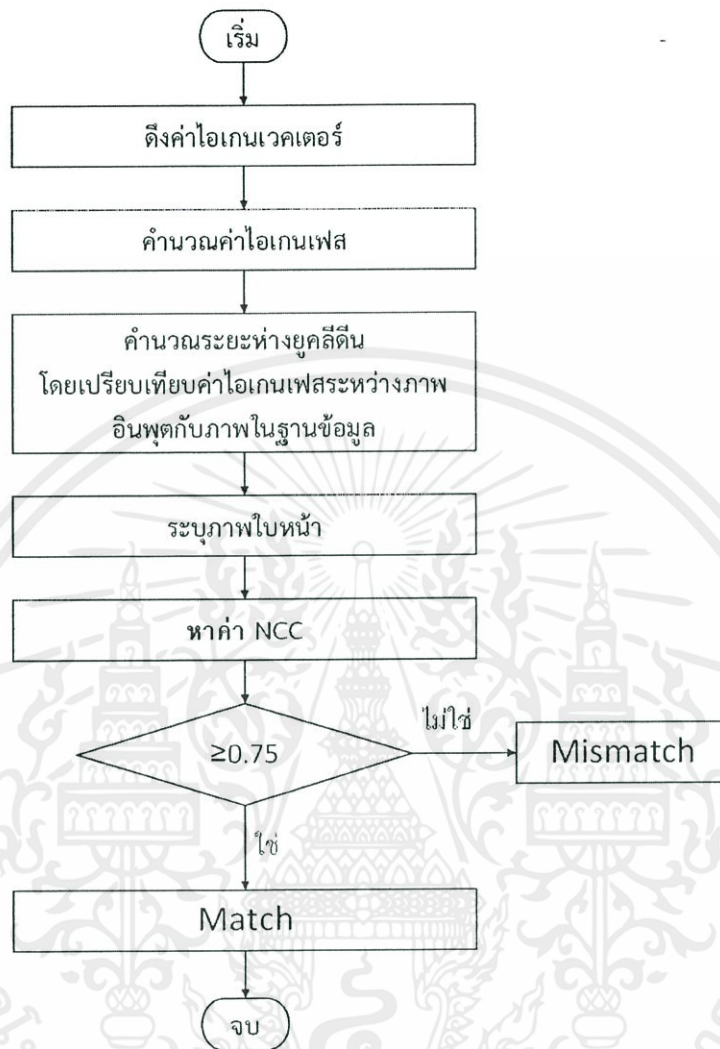 เริ่ม
ดึงค่าไอเกนเวคเตอร์
คำนวณค่าไอเกนเฟส
คำนวณระยะห่างยูคลีดีน
โดยเปรียบเทียบค่าไอเกนเฟสระหว่างภาพ
อินพุตกับภาพในฐานข้อมูล
ระบุภาพใบหน้า
หาค่า NCC
≥0.75
ไม่ใช่
Mismatch
ใช่
Match
จบ